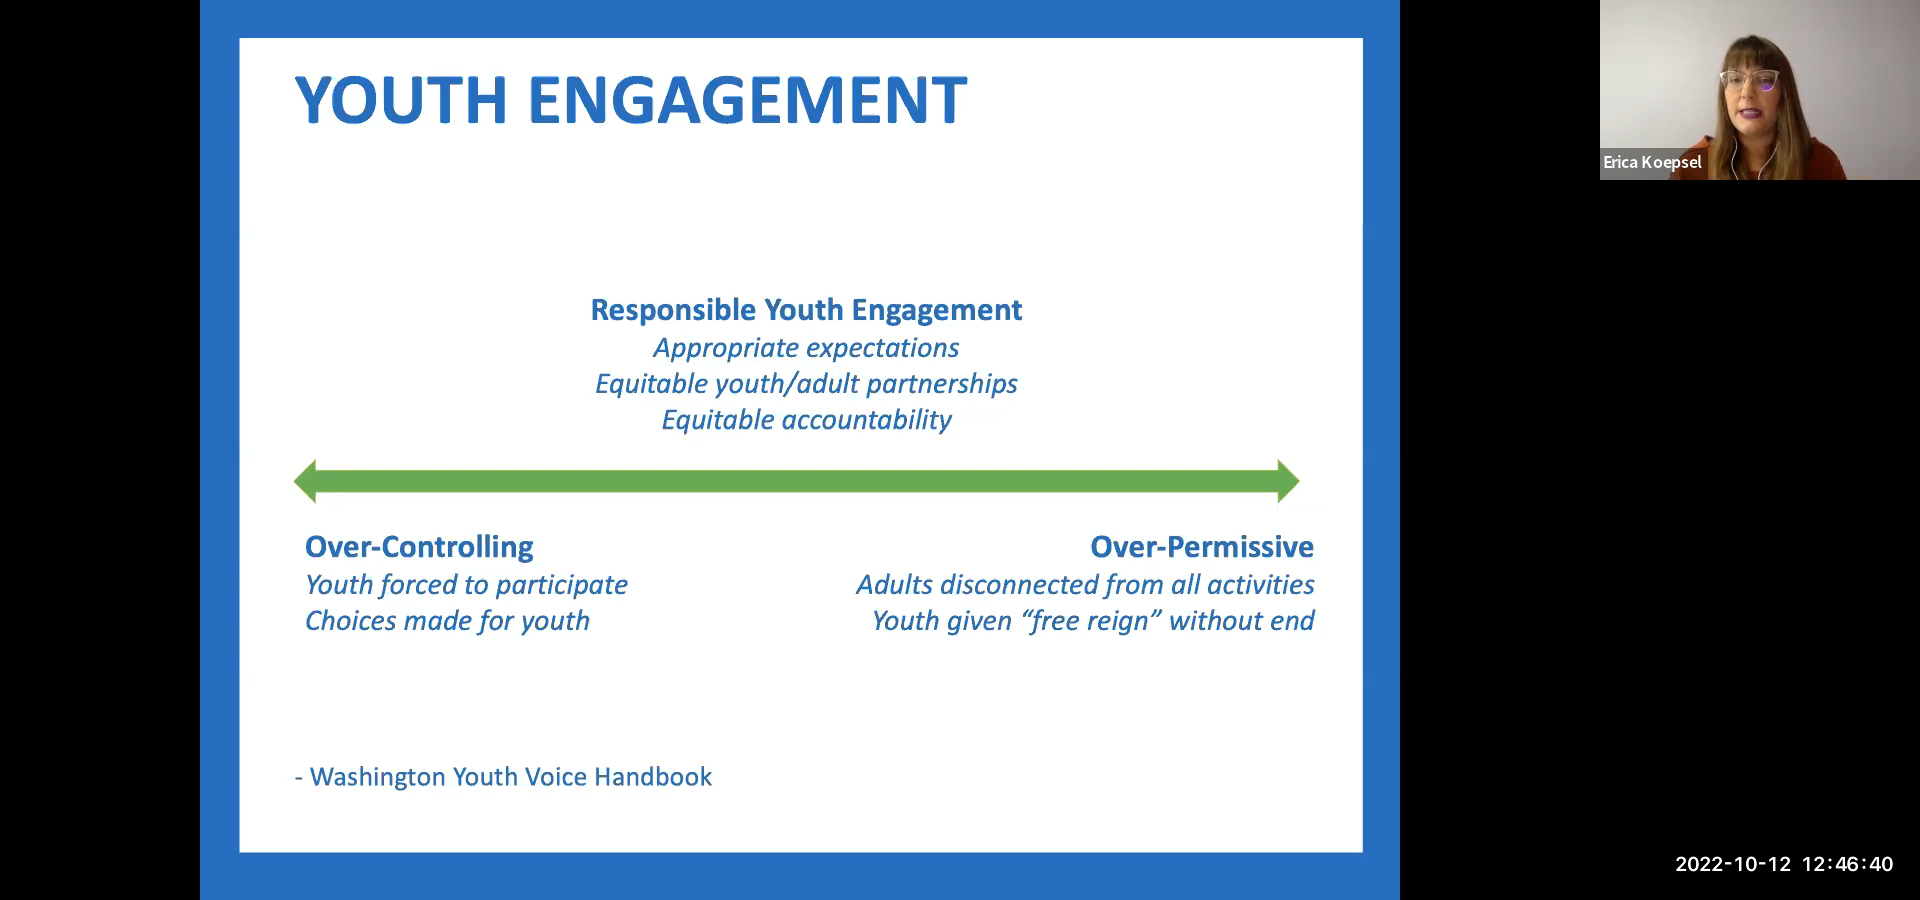 YOUTH ENGAGEMENT
Erica Koepsel
Responsible Youth Engagement
Appropriate expectations
Equitable youth/adult partnerships
Equitable accountability
Over-Controlling
Youth forced to participate
Choices made for youth
Over-Permissive
Adults disconnected from all activities
Youth given “free reign” without end
- Washington Youth Voice Handbook
2022-10-12 12:46:40